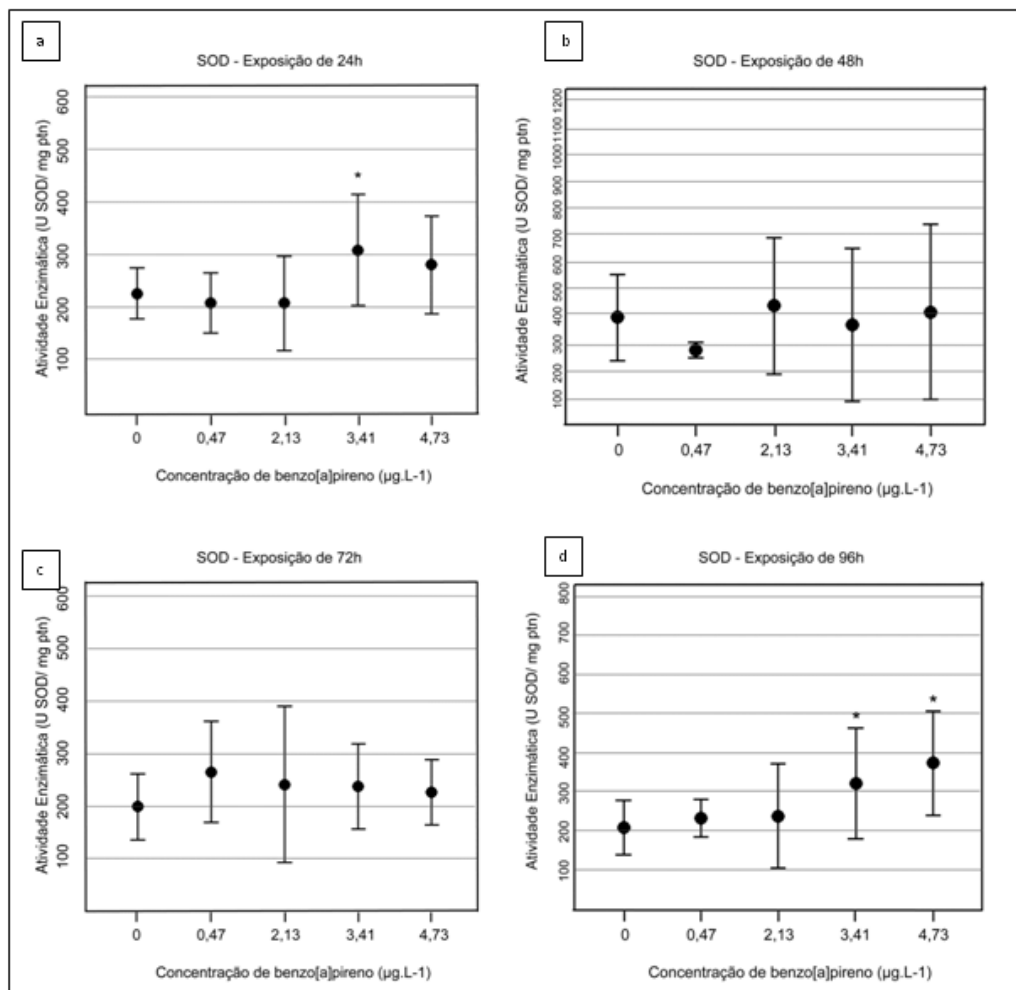 a
SOD - Exposição de 24h
Atividade Enzimática (U SOD/ mg ptn)
600
500
400
300
200
100
*
0 0,47 2,13 3,41 4,73
Concentração de benzo[a]pireno (µg.L-1)
b
SOD - Exposição de 48h
Atividade Enzimática (U SOD/ mg ptn)
1200
1100
1000
900
800
700
600
500
400
300
200
100
0 0,47 2,13 3,41 4,73
Concentração de benzo[a]pireno (µg.L-1)
c
SOD - Exposição de 72h
Atividade Enzimática (U SOD/ mg ptn)
600
500
400
300
200
100
0 0,47 2,13 3,41 4,73
Concentração de benzo[a]pireno (µg.L-1)
d
SOD - Exposição de 96h
Atividade Enzimática (U SOD/ mg ptn)
800
700
600
500
400
300
200
100
* *
0 0,47 2,13 3,41 4,73
Concentração de benzo[a]pireno (µg.L-1)